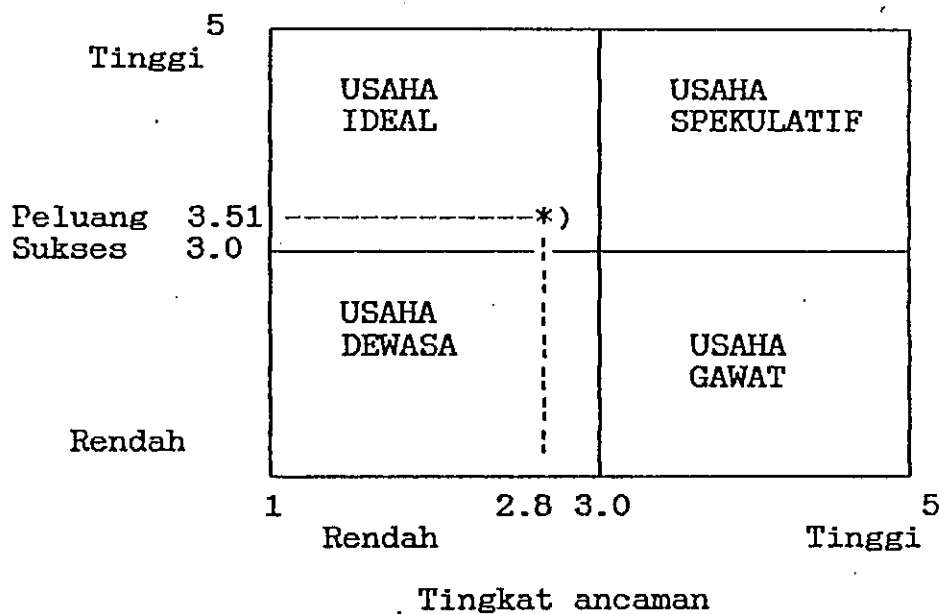 5
Tinggi
USAHA
IDEAL
USAHA
SPEKULATIF
Peluang 3.51 *)
Sukses 3.0
USAHA
DEWASA
USAHA
GAWAT
Rendah
1 2.8 3.0 5
Rendah Tinggi
Tingkat ancaman